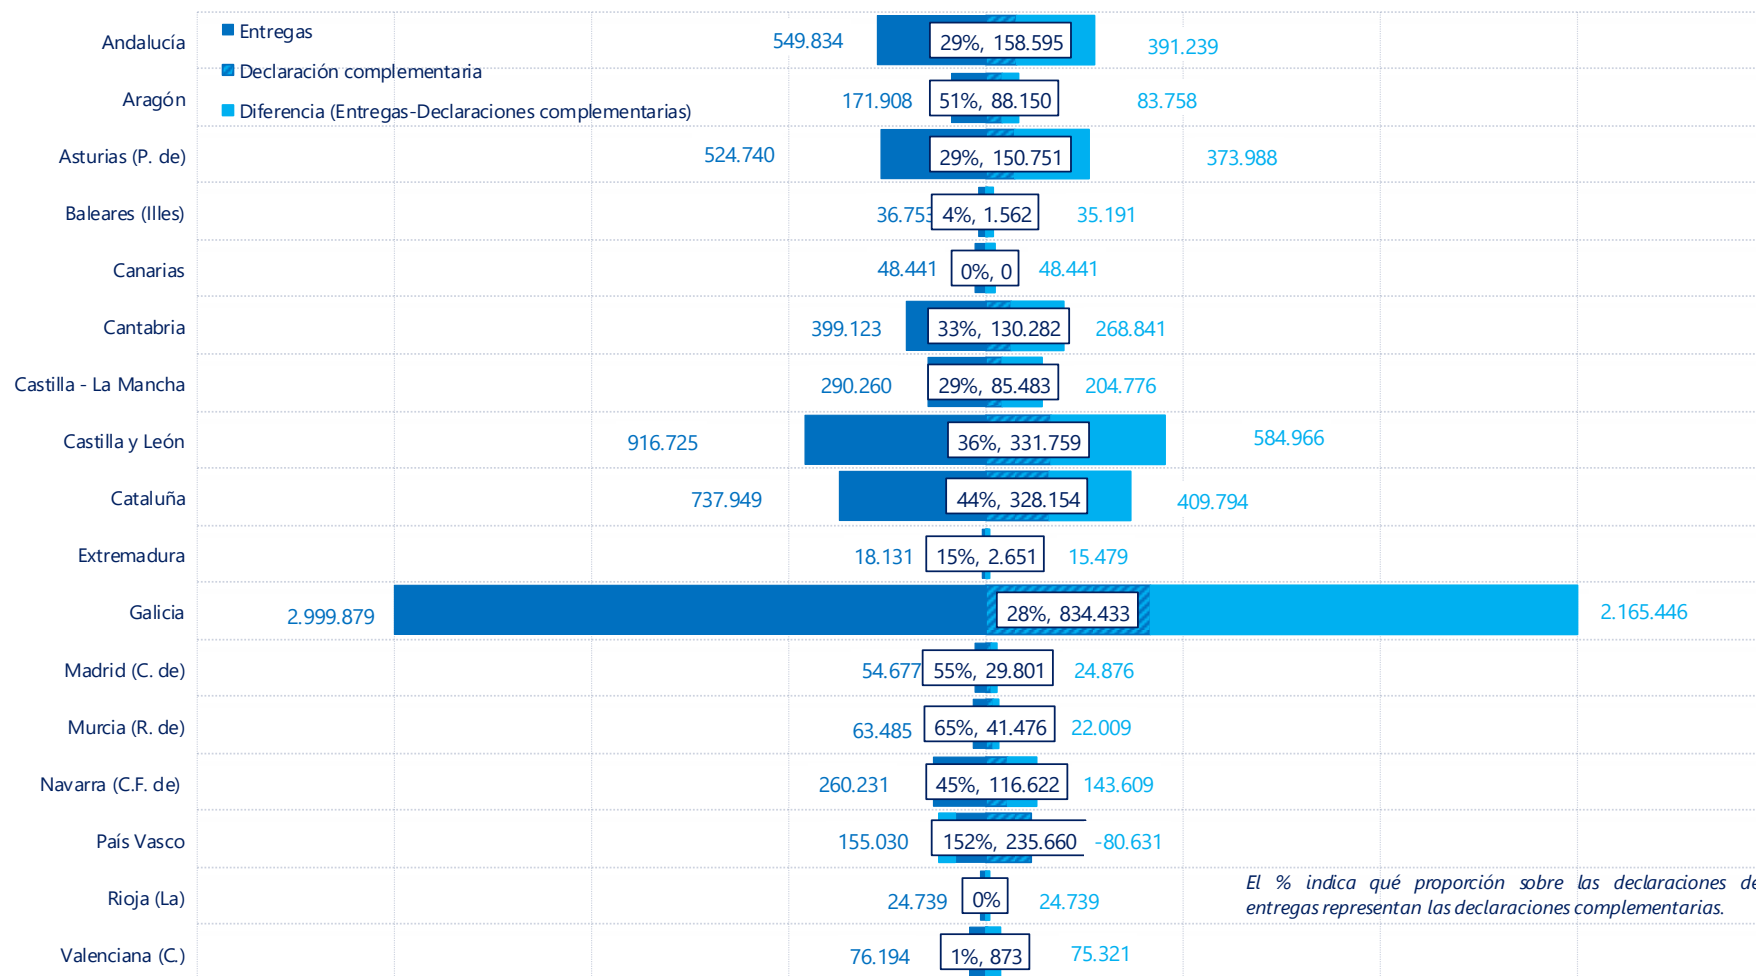 Entregas
Declaración complementaria
Diferencia (Entregas-Declaraciones complementarias)
Andalucía 549.834 29%, 158.595 391.239
Aragón 171.908 51%, 88.150 83.758
Asturias (P. de) 524.740 29%, 150.751 373.988
Baleares (Illes) 36.753 4%, 1.562 35.191
Canarias 48.441 0%, 0 48.441
Cantabria 399.123 33%, 130.282 268.841
Castilla - La Mancha 290.260 29%, 85.483 204.776
Castilla y León 916.725 36%, 331.759 584.966
Cataluña 737.949 44%, 328.154 409.794
Extremadura 18.131 15%, 2.651 15.479
Galicia 2.999.879 28%, 834.433 2.165.446
Madrid (C. de) 54.677 55%, 29.801 24.876
Murcia (R. de) 63.485 65%, 41.476 22.009
Navarra (C.F. de) 260.231 45%, 116.622 143.609
País Vasco 155.030 152%, 235.660 -80.631
Rioja (La) 24.739 0% 24.739
Valenciana (C.) 76.194 1%, 873 75.321
El % indica qué proporción sobre las declaraciones de
entregas representan las declaraciones complementarias.